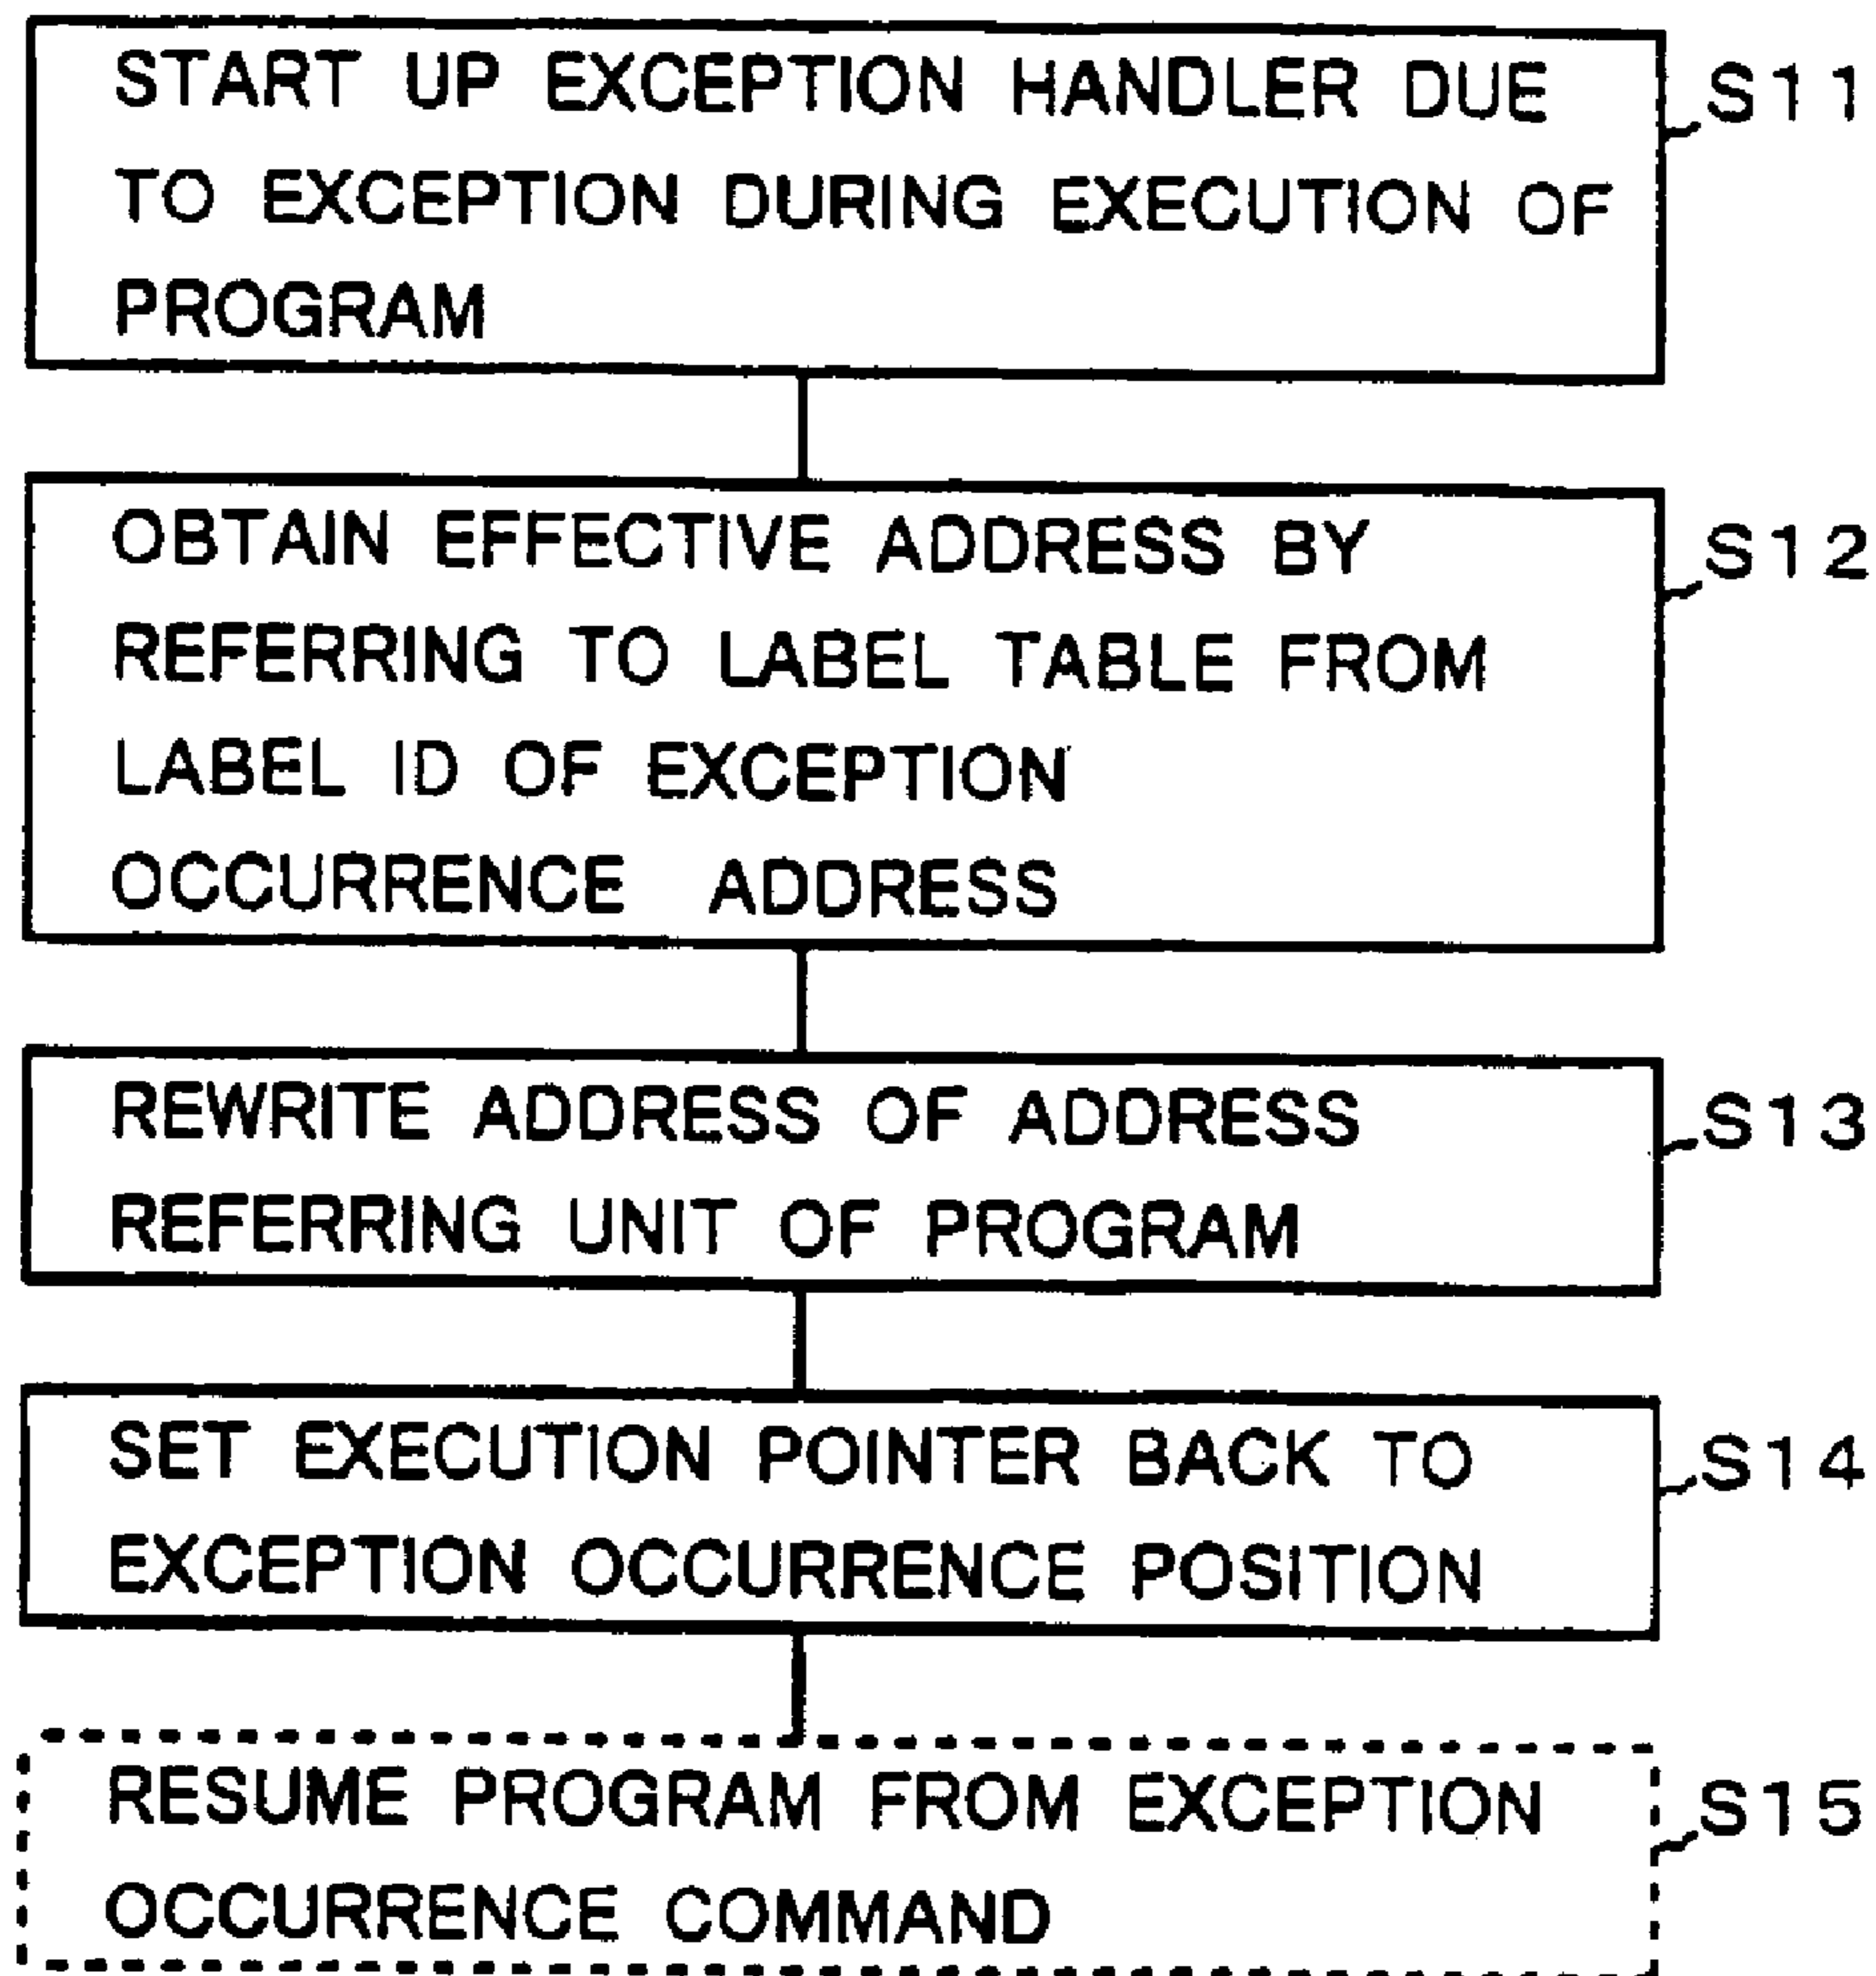 START UP EXCEPTION HANDLER DUE
TO EXCEPTION DURING EXECUTION OF
PROGRAM
S11
OBTAIN EFFECTIVE ADDRESS BY
REFERRING TO LABEL TABLE FROM
LABEL ID OF EXCEPTION
OCCURRENCE ADDRESS
S12
REWRITE ADDRESS OF ADDRESS
REFERRING UNIT OF PROGRAM
S13
SET EXECUTION POINTER BACK TO
EXCEPTION OCCURRENCE POSITION
S14
RESUME PROGRAM FROM EXCEPTION
OCCURRENCE COMMAND
S15